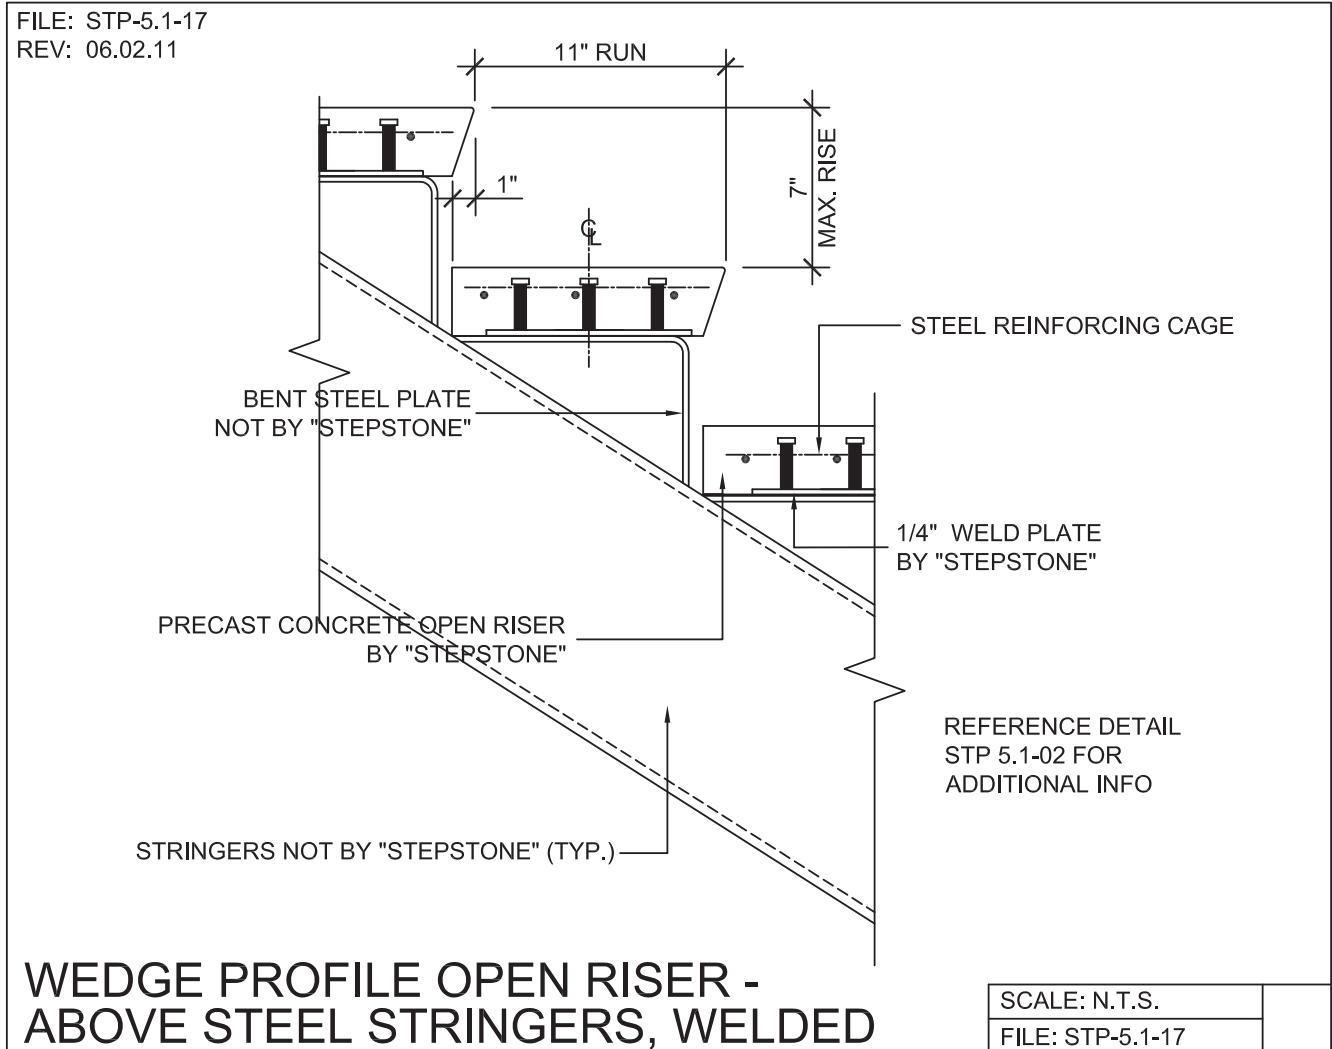 FILE: STP-5.1-17
REV: 06.02.11
11" RUN
7"
MAX. RISE
1"
CL
STEEL REINFORCING CAGE
BENT STEEL PLATE
NOT BY "STEPSTONE"
1/4" WELD PLATE
BY "STEPSTONE"
PRECAST CONCRETE OPEN RISER
BY "STEPSTONE"
REFERENCE DETAIL
STP 5.1-02 FOR
ADDITIONAL INFO
STRINGERS NOT BY "STEPSTONE" (TYP.)
WEDGE PROFILE OPEN RISER -
ABOVE STEEL STRINGERS, WELDED
SCALE: N.T.S.
FILE: STP-5.1-17